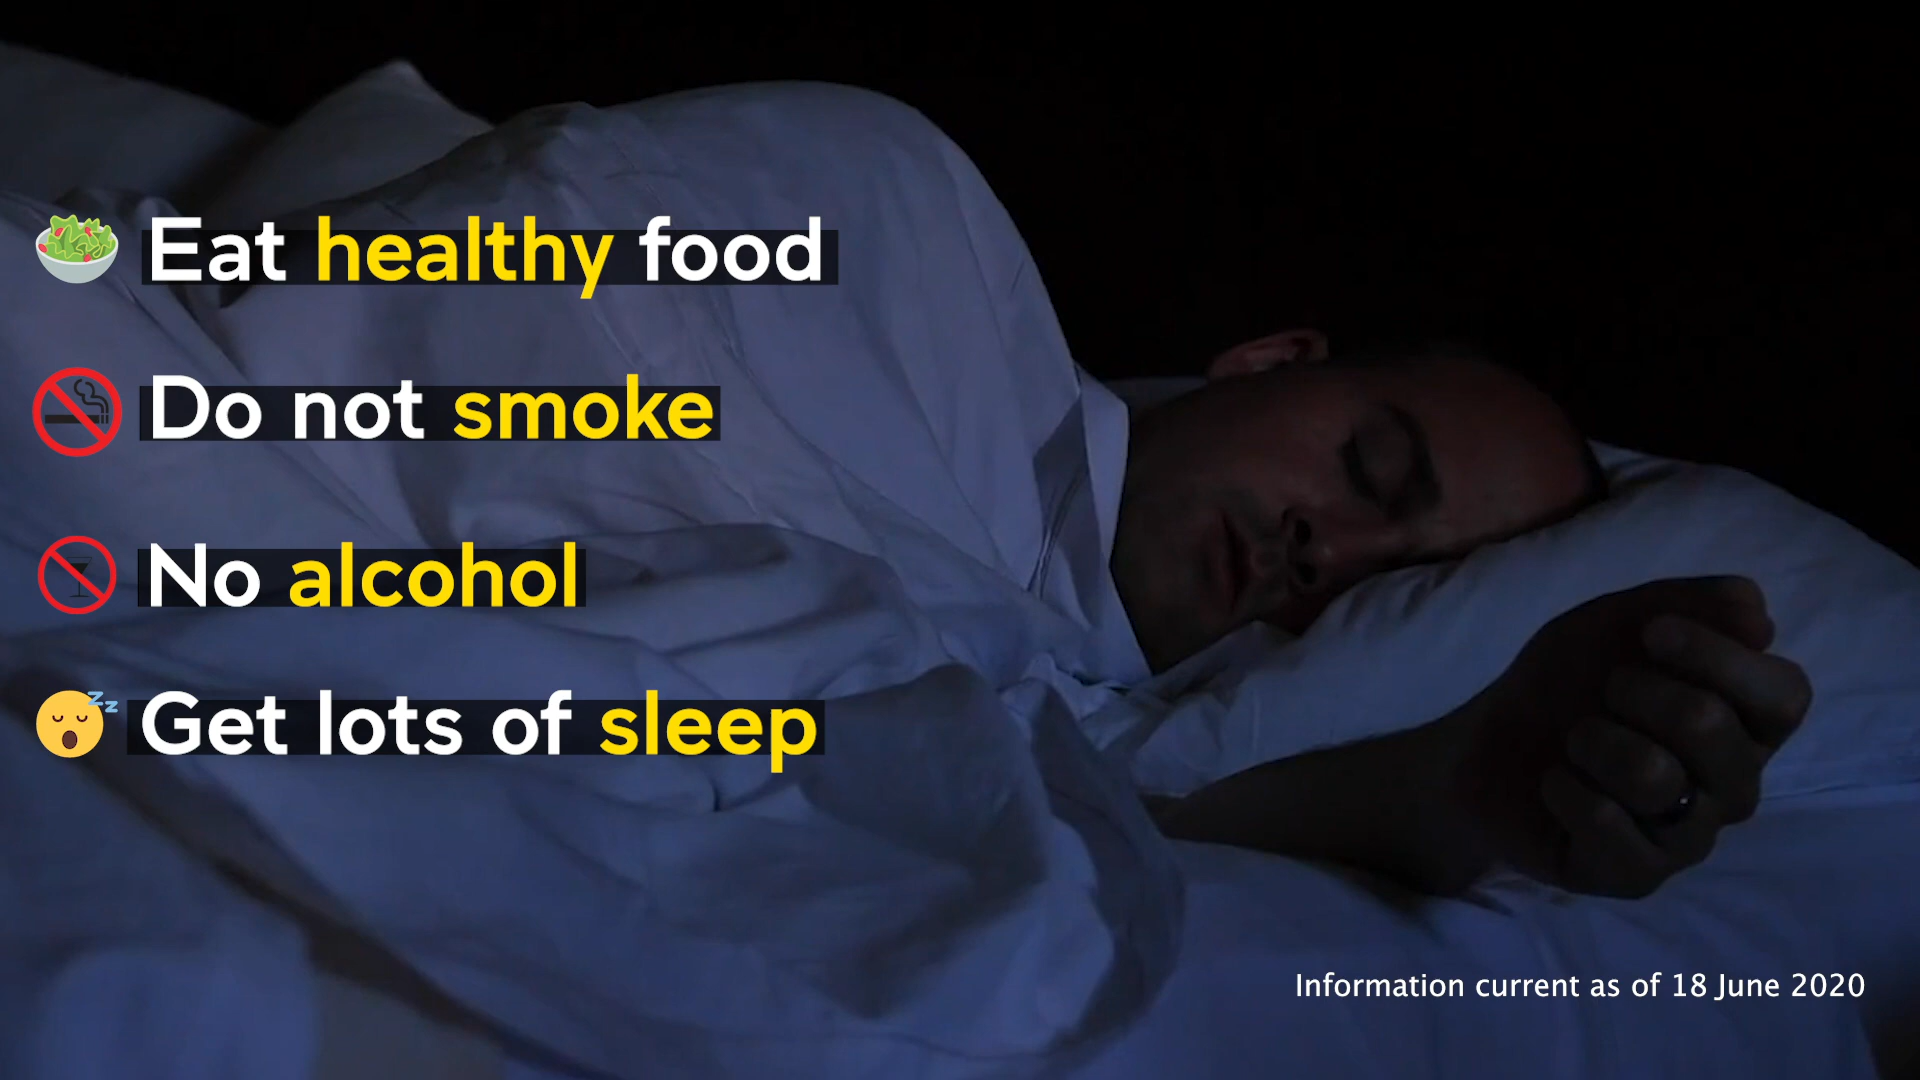 Eat healthy food
Do not smoke
No alcohol
Get lots of sleep
Information current as of 18 June 2020